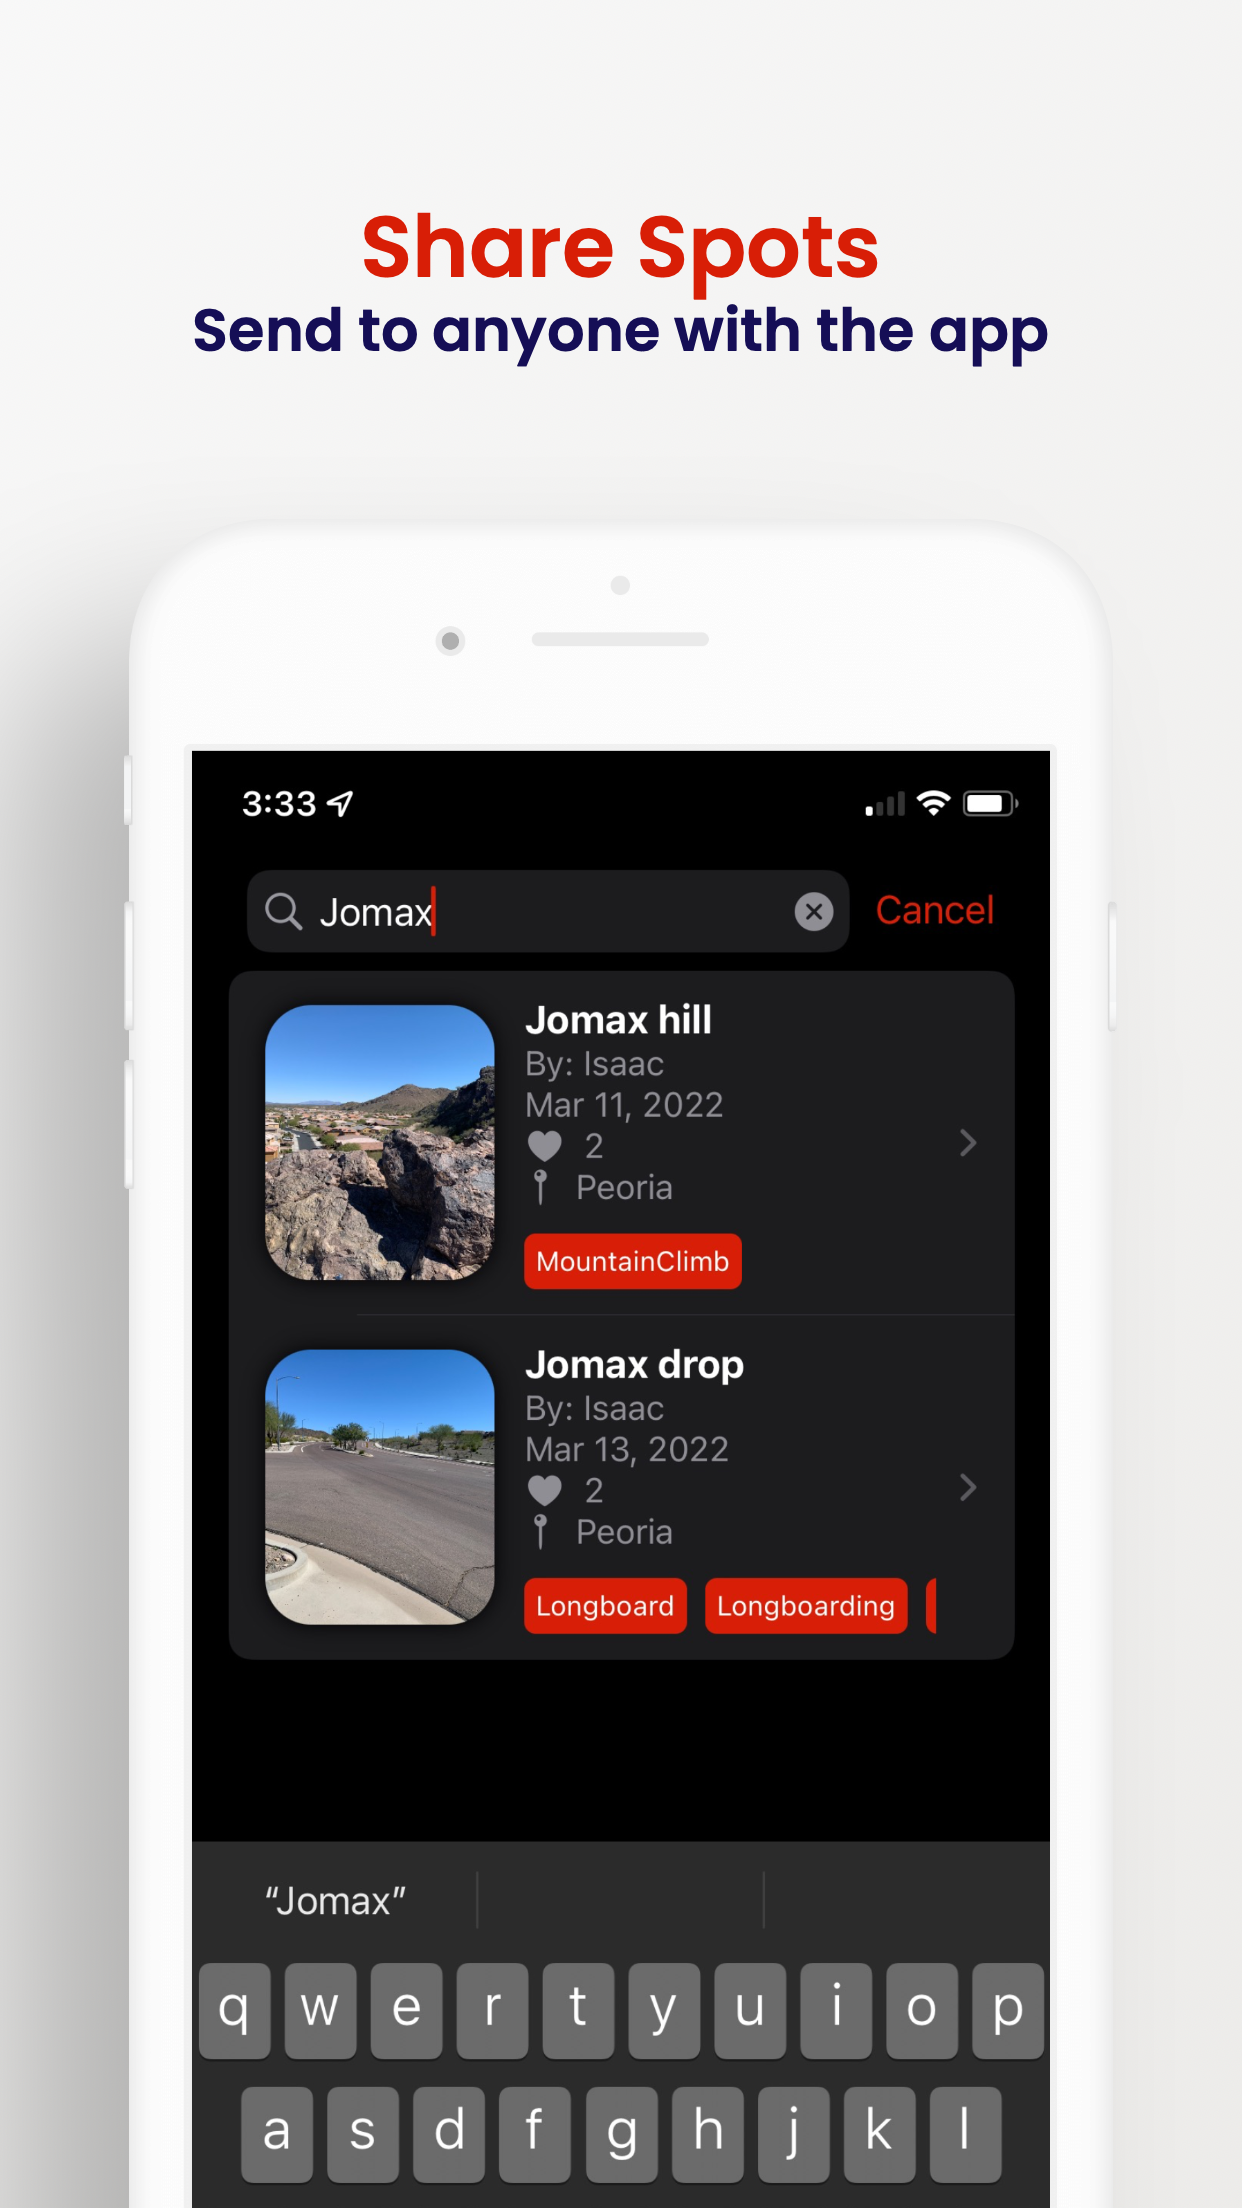 Share Spots
Send to anyone with the app
3:33
Jomax
Cancel
Jomax hill
By: Isaac
Mar 11, 2022
2
Peoria
MountainClimb
Jomax drop
By: Isaac
Mar 13, 2022
2
Peoria
Longboard Longboarding
“Jomax”
q w e r t y u i o p
a s d f g h j k l